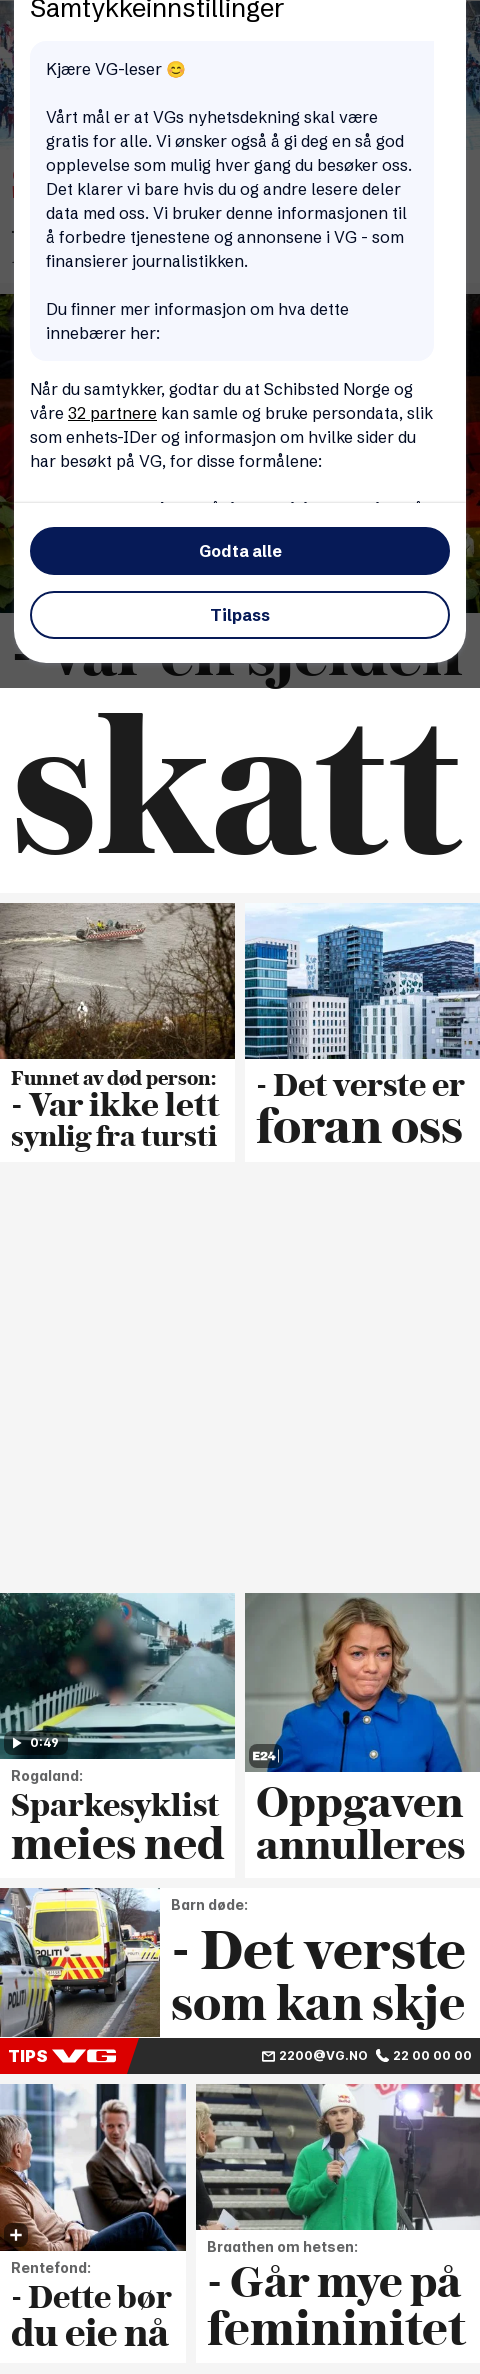 Samtykkeinnstillinger
Kjære VG-leser 😊
Vårt mål er at VGs nyhetsdekning skal være
gratis for alle. Vi ønsker også å gi deg en så god
opplevelse som mulig hver gang du besøker oss.
Det klarer vi bare hvis du og andre lesere deler
data med oss. Vi bruker denne informasjonen til
å forbedre tjenestene og annonsene i VG - som
finansierer journalistikken.
Du finner mer informasjon om hva dette
innebærer her:
Når du samtykker, godtar du at Schibsted Norge og
våre 32 partnere kan samle og bruke persondata, slik
som enhets-IDer og informasjon om hvilke sider du
har besøkt på VG, for disse formålene:
Godta alle
Tilpass
- Var en sjelden
skatt
Funnet av død person:
- Var ikke lett
synlig fra tursti
- Det verste er
foran oss
0:49
Rogaland:
Sparkesyklist
meies ned
E24
Oppgaven
annulleres
POLITI
POLITI
Barn døde:
- Det verste
som kan skje
TIPS VG
2200@VG.NO 22 00 00 00
Rentefond:
- Dette bør
du eie nå
Braathen om hetsen:
- Går mye på
femininitet